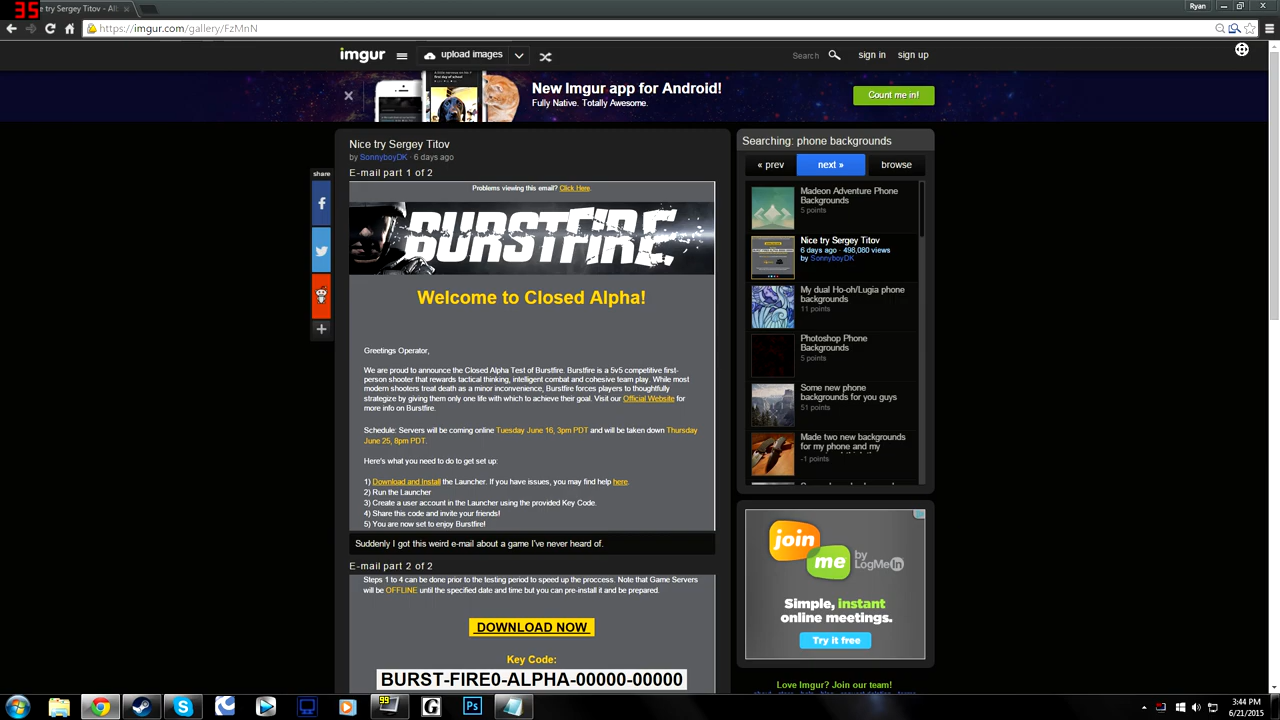 35
e try Sergey Titov - Al
Ryan
https://imgur.com/gallery/FzMnN
imgur
upload images
Search
sign in
sign up
New Imgur app for Android!
Fully Native. Totally Awesome.
Count me in!
Nice try Sergey Titov
by SonnyboyDK · 6 days ago
share
E-mail part 1 of 2
Problems viewing this email? Click Here.
BURSTFIRE
Welcome to Closed Alpha!
Greetings Operator,
We are proud to announce the Closed Alpha Test of Burstfire. Burstfire is a 5v5 competitive first-
person shooter that rewards tactical thinking, intelligent combat and cohesive team play. While most
modern shooters treat death as a minor inconvenience, Burstfire forces players to thoughtfully
strategize by giving them only one life with which to achieve their goal. Visit our Official Website for
more info on Burstfire.
Schedule: Servers will be coming online Tuesday June 16, 3pm PDT and will be taken down Thursday
June 25, 8pm PDT.
Here's what you need to do to get set up:
1) Download and Install the Launcher. If you have issues, you may find help here.
2) Run the Launcher
3) Create a user account in the Launcher using the provided Key Code.
4) Share this code and invite your friends!
5) You are now set to enjoy Burstfire!
Suddenly I got this weird e-mail about a game I've never heard of.
E-mail part 2 of 2
Steps 1 to 4 can be done prior to the testing period to speed up the proccess. Note that Game Servers
will be OFFLINE until the specified date and time but you can pre-install it and be prepared.
DOWNLOAD NOW
Key Code:
BURST-FIRE0-ALPHA-00000-00000
Searching: phone backgrounds
« prev
next »
browse
Madeon Adventure Phone
Backgrounds
5 points
Nice try Sergey Titov
6 days ago · 498,080 views
by SonnyboyDK
My dual Ho-oh/Lugia phone
backgrounds
11 points
Photoshop Phone
Backgrounds
5 points
Some new phone
backgrounds for you guys
51 points
Made two new backgrounds
for my phone and my
-1 points
join
me
by
LogMeIn
Simple, instant
online meetings.
Try it free
Love Imgur? Join our team!
99
G
Ps
3:44 PM
6/21/2015